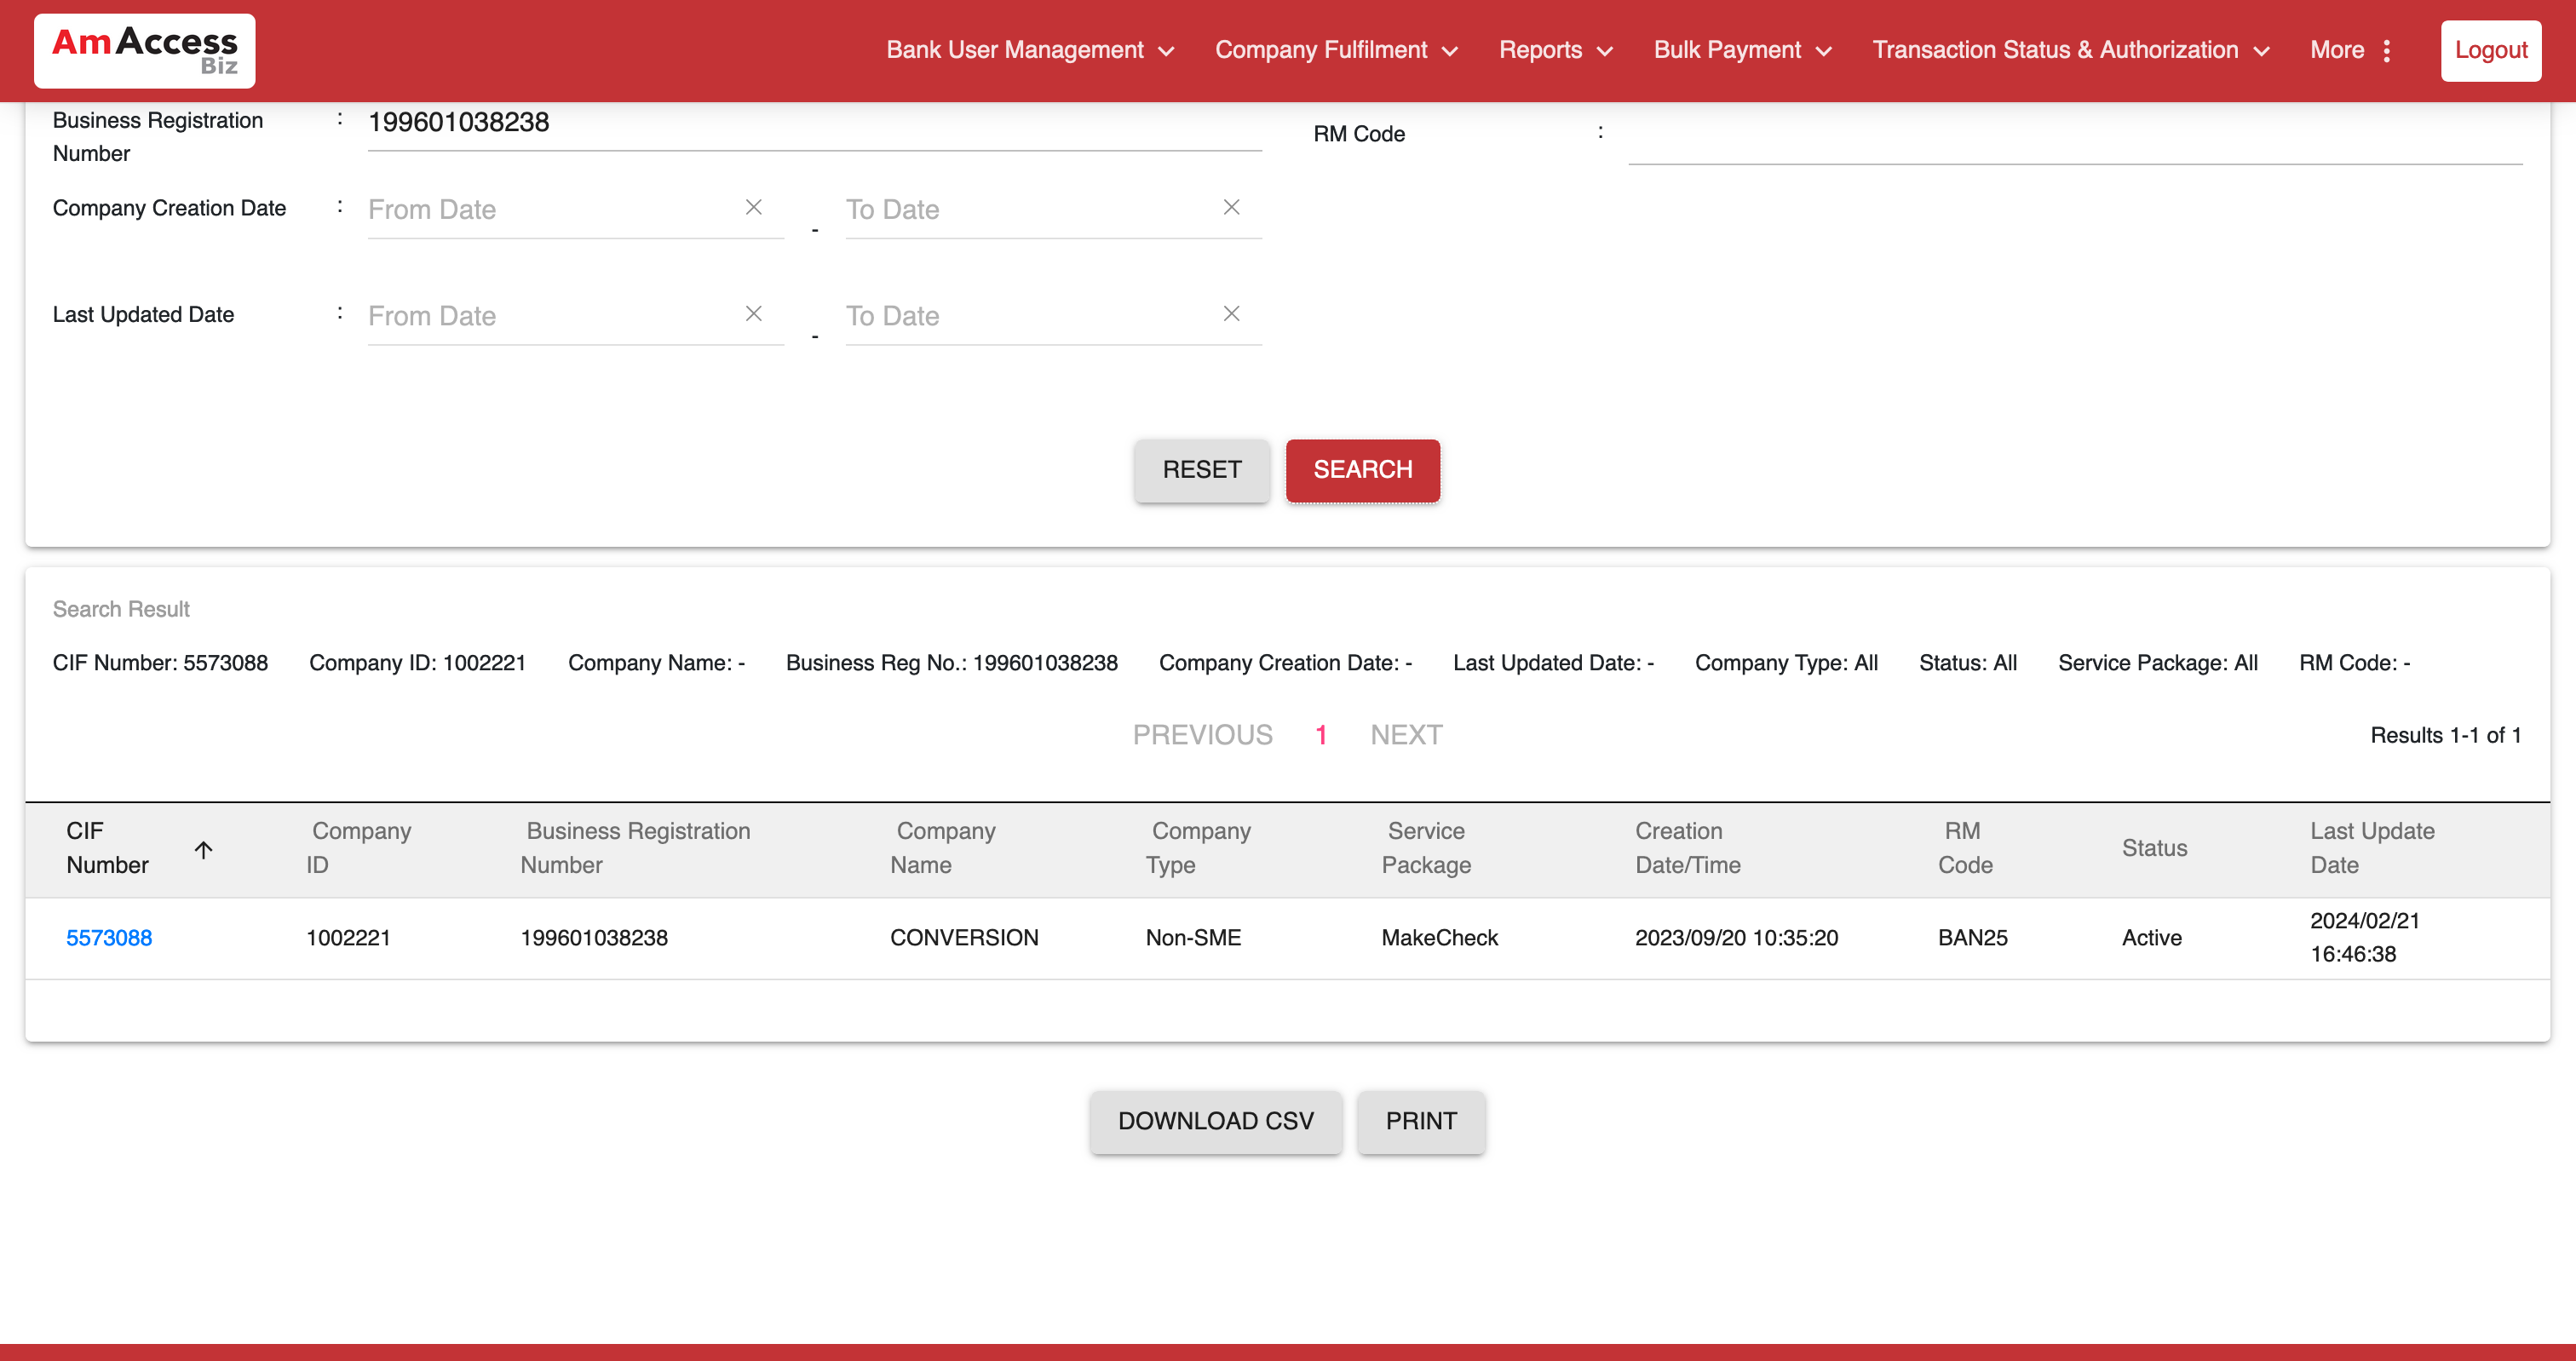 AmAccess
Biz
Bank User Management
Company Fulfilment
Reports
Bulk Payment
Transaction Status & Authorization
More
Logout
Business Registration
Number
:
199601038238
RM Code
:
Company Creation Date
:
From Date
-
To Date
Last Updated Date
:
From Date
-
To Date
RESET
SEARCH
Search Result
CIF Number: 5573088 Company ID: 1002221 Company Name: - Business Reg No.: 199601038238 Company Creation Date: - Last Updated Date: - Company Type: All Status: All Service Package: All RM Code: -
PREVIOUS 1 NEXT
Results 1-1 of 1
CIF
Number
Company
ID
Business Registration
Number
Company
Name
Company
Type
Service
Package
Creation
Date/Time
RM
Code
Status
Last Update
Date
5573088
1002221
199601038238
CONVERSION
Non-SME
MakeCheck
2023/09/20 10:35:20
BAN25
Active
2024/02/21
16:46:38
DOWNLOAD CSV
PRINT